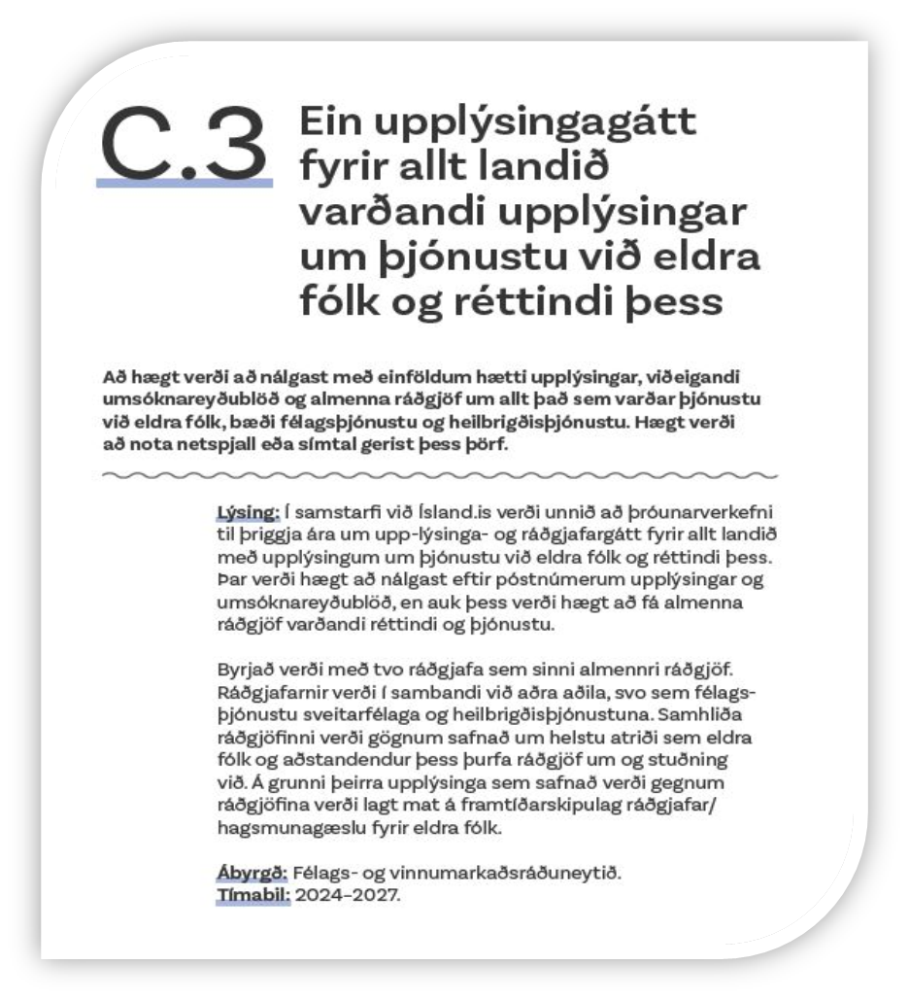 C.3
Ein upplýsingagátt
fyrir allt landið
varðandi upplýsingar
um þjónustu við eldra
fólk og réttindi þess
Að hægt verði að nálgast með einföldum hætti upplýsingar, viðeigandi
umsóknareyðublöð og almenna ráðgjöf um allt það sem varðar þjónustu
við eldra fólk, bæði félagsþjónustu og heilbrigðisþjónustu. Hægt verði
að nota netspjall eða símtal gerist þess þörf.
Lýsing: Í samstarfi við Ísland.is verði unnið að þróunarverkefni
til þriggja ára um upp-lýsinga- og ráðgjafargátt fyrir allt landið
með upplýsingum um þjónustu við eldra fólk og réttindi þess.
Þar verði hægt að nálgast eftir póstnúmerum upplýsingar og
umsóknareyðublöð, en auk þess verði hægt að fá almenna
ráðgjöf varðandi réttindi og þjónustu.
Byrjað verði með tvo ráðgjafa sem sinni almennri ráðgjöf.
Ráðgjafarnir verði í sambandi við aðra aðila, svo sem félags-
þjónustu sveitarfélaga og heilbrigðisþjónustuna. Samhliða
ráðgjöfinni verði gögnum safnað um helstu atriði sem eldra
fólk og aðstandendur þess þurfa ráðgjöf um og stuðning
við. Á grunni þeirra upplýsinga sem safnað verði gegnum
ráðgjöfina verði lagt mat á framtíðarskipulag ráðgjafar/
hagsmunagæslu fyrir eldra fólk.
Ábyrgð: Félags- og vinnumarkaðsráðuneytið.
Tímabil: 2024–2027.